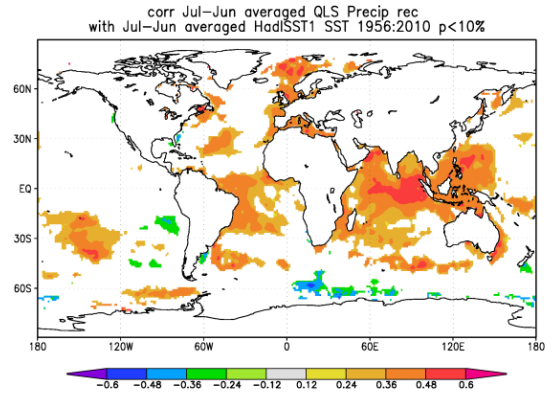 corr Jul-Jun averaged QLS Precip rec
with Jul-Jun averaged HadISST1 SST 1956:2010 p<10%
60N
30N
EQ
30S
60S
180 120W 60W 0 60E 120E 180
-0.6 -0.48 -0.36 -0.24 -0.12 0.12 0.24 0.36 0.48 0.6